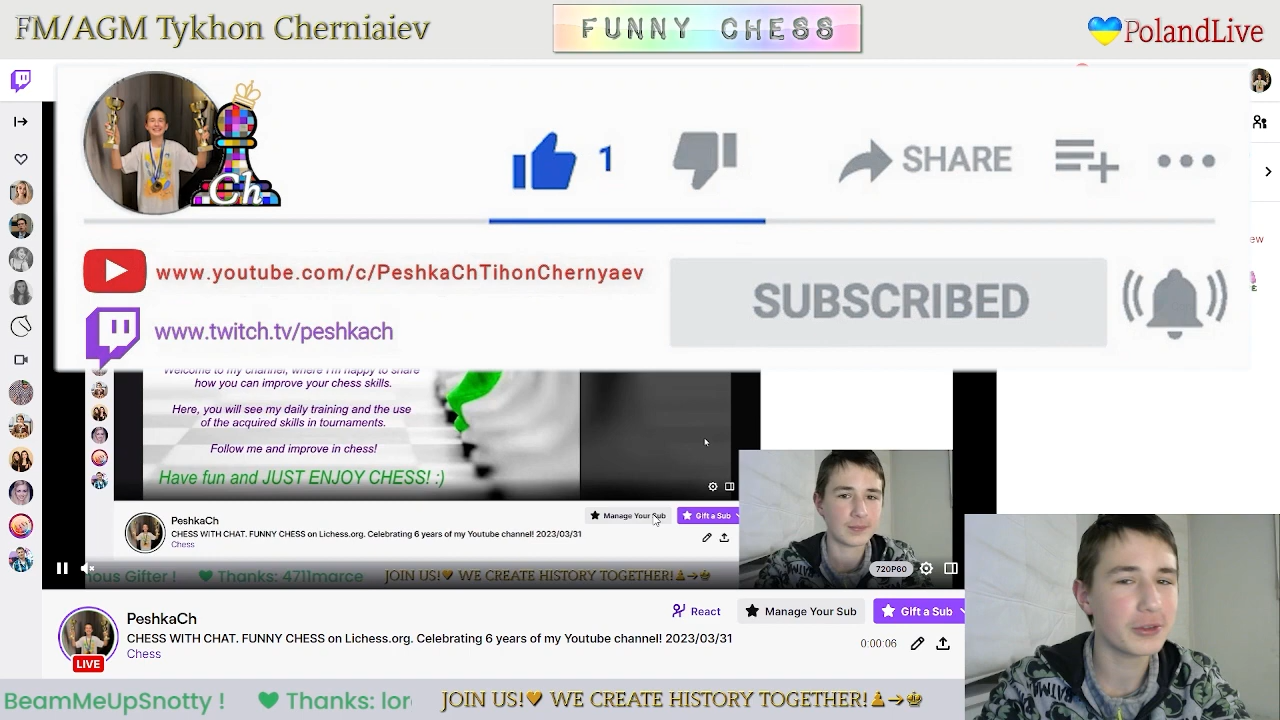 FM/AGM Tykhon Cherniaiev
FUNNY CHESS
PolandLive
Ch
1
SHARE
www.youtube.com/c/PeshkaChTihonChernyaev
SUBSCRIBED
www.twitch.tv/peshkach
Welcome to my channel, where I'm happy to share
how you can improve your chess skills.
Here, you will see my daily training and the use
of the acquired skills in tournaments.
Follow me and improve in chess!
Have fun and JUST ENJOY CHESS! :)
PeshkaCh
Manage Your Sub
Gift a Sub
CHESS WITH CHAT. FUNNY CHESS on Lichess.org. Celebrating 6 years of my Youtube channel! 2023/03/31
Chess
720P60
Gifter !
Thanks: 4711marce
JOIN US! WE CREATE HISTORY TOGETHER!
PeshkaCh
React
Manage Your Sub
Gift a Sub
CHESS WITH CHAT. FUNNY CHESS on Lichess.org. Celebrating 6 years of my Youtube channel! 2023/03/31
0:00:06
Chess
LIVE
BeamMeUpSnotty !
Thanks: lor
JOIN US! WE CREATE HISTORY TOGETHER!